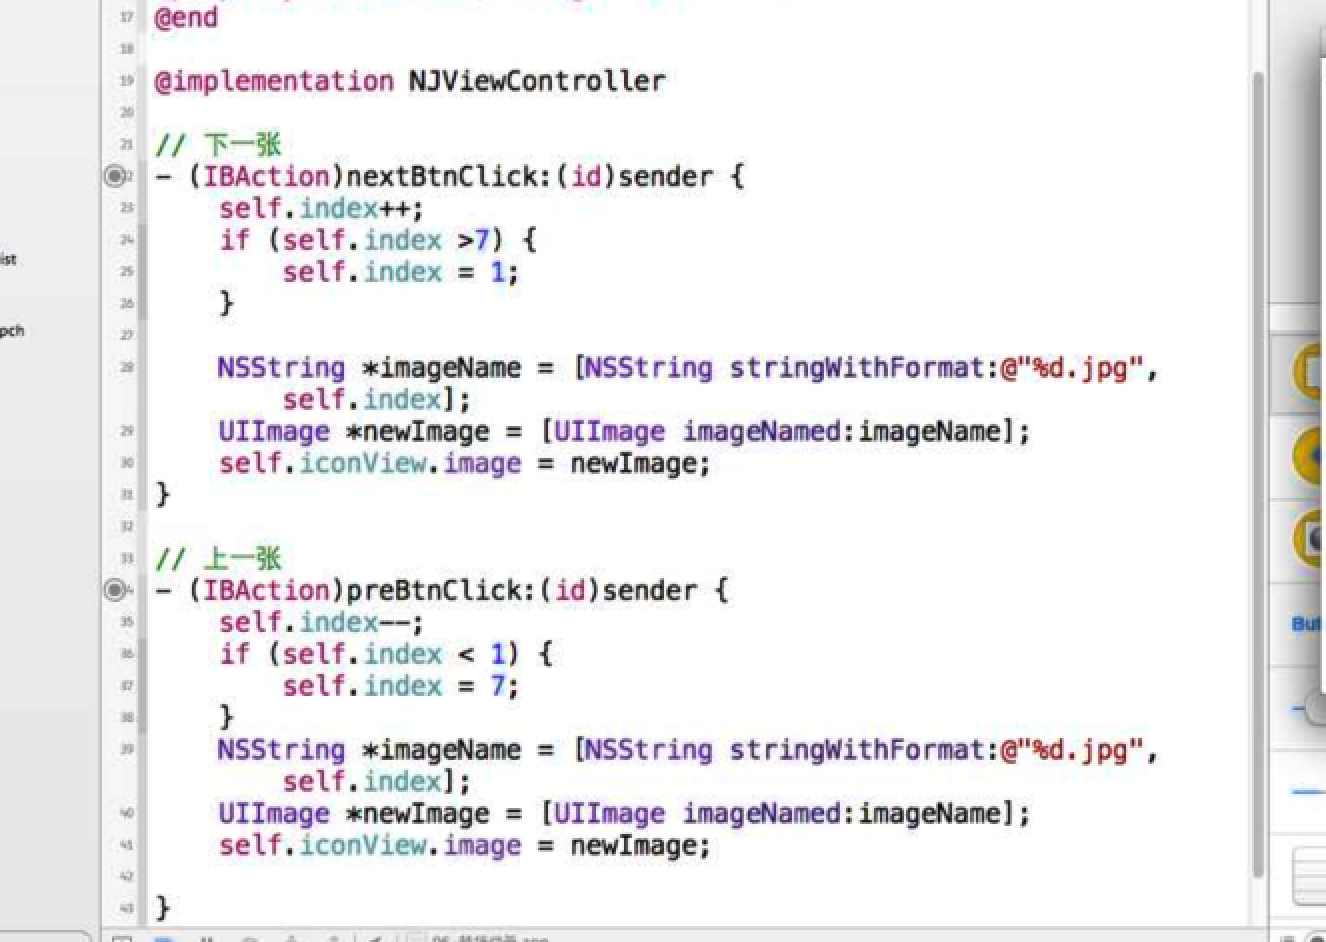 17 @end
18
19 @implementation NJViewController
20
21 // 下一张
- (IBAction)nextBtnClick:(id)sender {
23 self.index++;
24 if (self.index >7) {
25 self.index = 1;
26 }
27
28 NSString *imageName = [NSString stringWithFormat:@"%d.jpg",
self.index];
29 UIImage *newImage = [UIImage imageNamed:imageName];
30 self.iconView.image = newImage;
31 }
32
33 // 上一张
- (IBAction)preBtnClick:(id)sender {
35 self.index--;
36 if (self.index < 1) {
37 self.index = 7;
38 }
39 NSString *imageName = [NSString stringWithFormat:@"%d.jpg",
self.index];
40 UIImage *newImage = [UIImage imageNamed:imageName];
41 self.iconView.image = newImage;
42
43 }
ist
pch
But